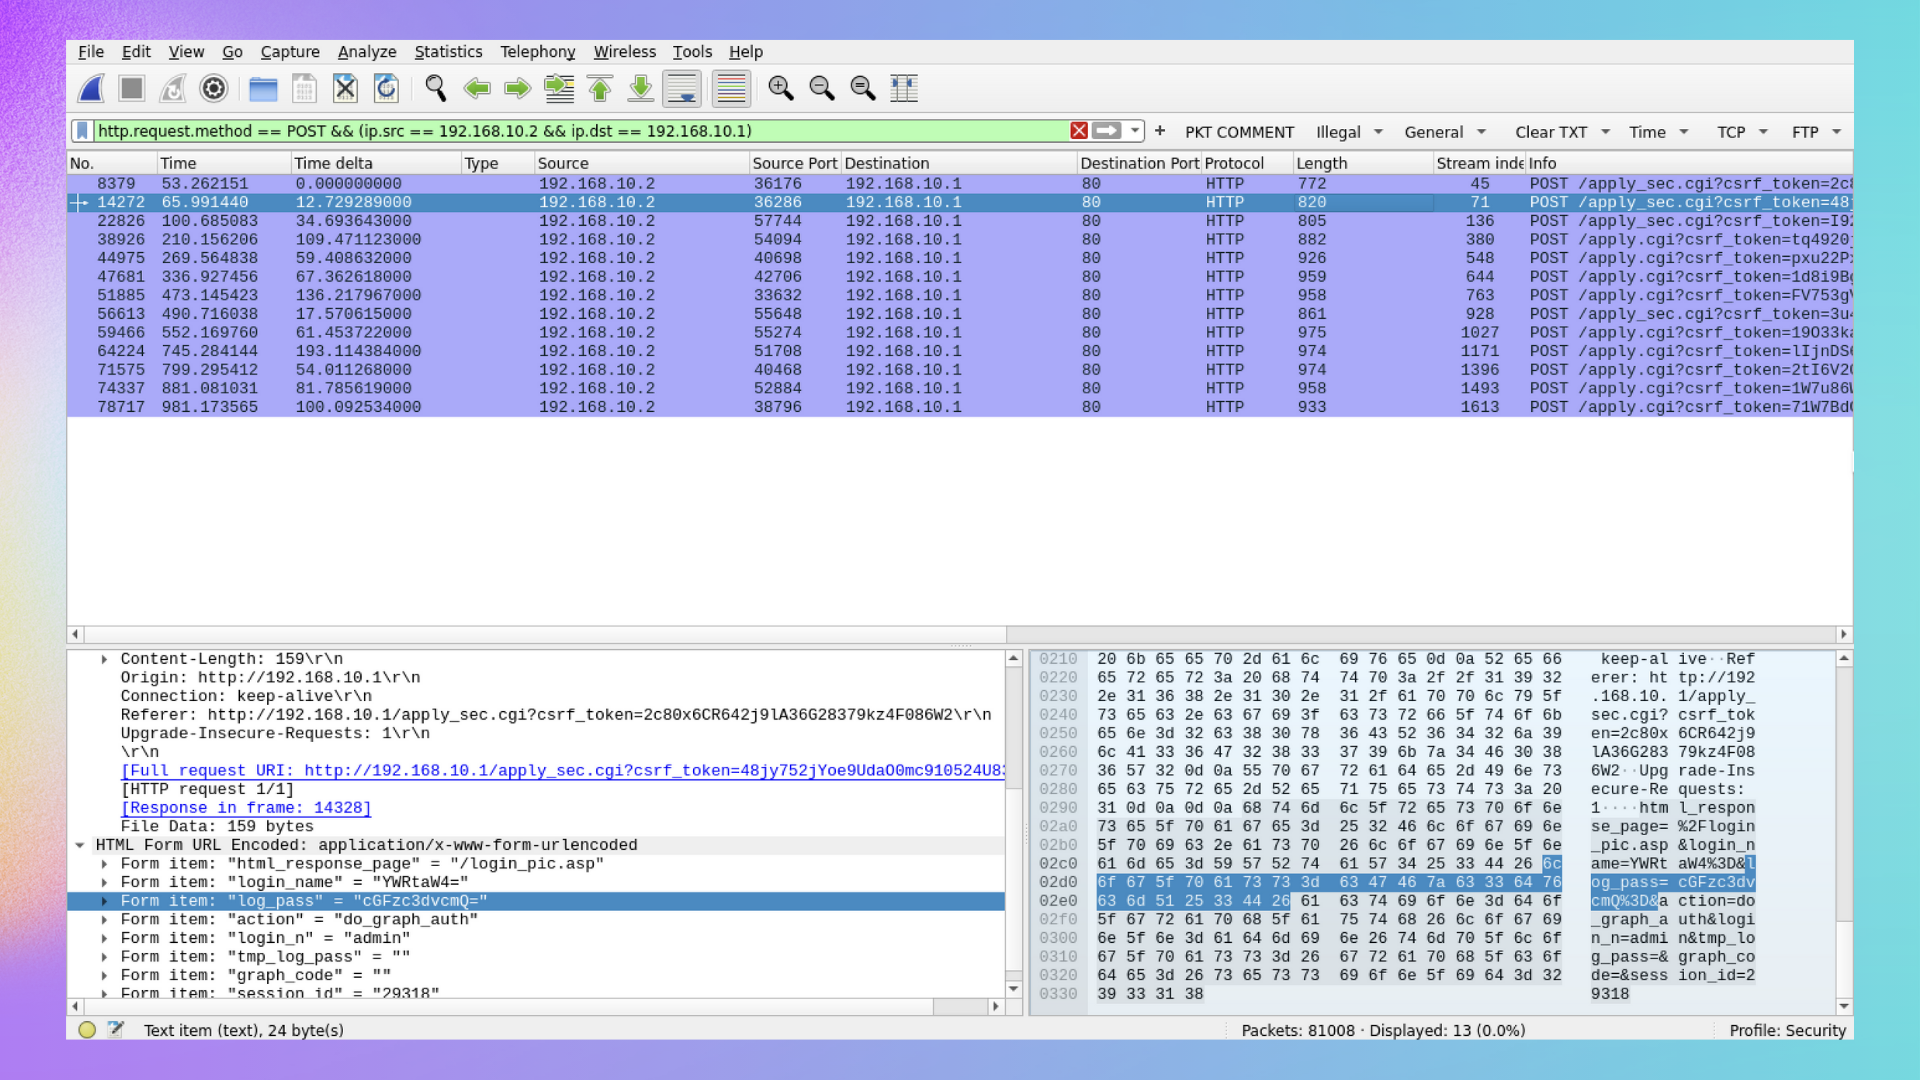 File Edit View Go Capture Analyze Statistics Telephony Wireless Tools Help
http.request.method == POST && (ip.src == 192.168.10.2 && ip.dst == 192.168.10.1) + PKT COMMENT Illegal General Clear TXT Time TCP FTP
No. Time Time delta Type Source Source Port Destination Destination Port Protocol Length Stream inde Info
8379 53.262151 0.000000000 192.168.10.2 36176 192.168.10.1 80 HTTP 772 45 POST /apply_sec.cgi?csrf_token=2c8
14272 65.991440 12.729289000 192.168.10.2 36286 192.168.10.1 80 HTTP 820 71 POST /apply_sec.cgi?csrf_token=48j
22826 100.685083 34.693643000 192.168.10.2 57744 192.168.10.1 80 HTTP 805 136 POST /apply_sec.cgi?csrf_token=I92
38926 210.156206 109.471123000 192.168.10.2 54094 192.168.10.1 80 HTTP 882 380 POST /apply.cgi?csrf_token=tq4920
44975 269.564838 59.408632000 192.168.10.2 40698 192.168.10.1 80 HTTP 926 548 POST /apply.cgi?csrf_token=pxu22P
47681 336.927456 67.362618000 192.168.10.2 42706 192.168.10.1 80 HTTP 959 644 POST /apply.cgi?csrf_token=1d8i9B
51885 473.145423 136.217967000 192.168.10.2 33632 192.168.10.1 80 HTTP 958 763 POST /apply.cgi?csrf_token=FV753g
56613 490.716038 17.570615000 192.168.10.2 55648 192.168.10.1 80 HTTP 861 928 POST /apply_sec.cgi?csrf_token=3u
59466 552.169760 61.453722000 192.168.10.2 55274 192.168.10.1 80 HTTP 975 1027 POST /apply.cgi?csrf_token=19O33k
64224 745.284144 193.114384000 192.168.10.2 51708 192.168.10.1 80 HTTP 974 1171 POST /apply.cgi?csrf_token=lIjnDS
71575 799.295412 54.011268000 192.168.10.2 40468 192.168.10.1 80 HTTP 974 1396 POST /apply.cgi?csrf_token=2tI6V2
74337 881.081031 81.785619000 192.168.10.2 52884 192.168.10.1 80 HTTP 958 1493 POST /apply.cgi?csrf_token=1W7u86
78717 981.173565 100.092534000 192.168.10.2 38796 192.168.10.1 80 HTTP 933 1613 POST /apply.cgi?csrf_token=71W7Bd
Content-Length: 159\r\n
Origin: http://192.168.10.1\r\n
Connection: keep-alive\r\n
Referer: http://192.168.10.1/apply_sec.cgi?csrf_token=2c80x6CR642j9lA36G28379kz4F086W2\r\n
Upgrade-Insecure-Requests: 1\r\n
\r\n
[Full request URI: http://192.168.10.1/apply_sec.cgi?csrf_token=48jy752jYoe9UdaO0mc910524U8
[HTTP request 1/1]
[Response in frame: 14328]
File Data: 159 bytes
HTML Form URL Encoded: application/x-www-form-urlencoded
Form item: "html_response_page" = "/login_pic.asp"
Form item: "login_name" = "YWRtaW4="
Form item: "log_pass" = "cGFzc3dvcmQ="
Form item: "action" = "do_graph_auth"
Form item: "login_n" = "admin"
Form item: "tmp_log_pass" = ""
Form item: "graph_code" = ""
Form item: "session_id" = "29318"
0210 20 6b 65 65 70 2d 61 6c 69 76 65 0d 0a 52 65 66 keep-al ive··Ref
0220 65 72 65 72 3a 20 68 74 74 70 3a 2f 2f 31 39 32 erer: ht tp://192
0230 2e 31 36 38 2e 31 30 2e 31 2f 61 70 70 6c 79 5f .168.10. 1/apply_
0240 73 65 63 2e 63 67 69 3f 63 73 72 66 5f 74 6f 6b sec.cgi? csrf_tok
0250 65 6e 3d 32 63 38 30 78 36 43 52 36 34 32 6a 39 en=2c80x 6CR642j9
0260 6c 41 33 36 47 32 38 33 37 39 6b 7a 34 46 30 38 lA36G283 79kz4F08
0270 36 57 32 0d 0a 55 70 67 72 61 64 65 2d 49 6e 73 6W2··Upg rade-Ins
0280 65 63 75 72 65 2d 52 65 71 75 65 73 74 73 3a 20 ecure-Re quests:
0290 31 0d 0a 0d 0a 68 74 6d 6c 5f 72 65 73 70 6f 6e 1····htm l_respon
02a0 73 65 5f 70 61 67 65 3d 25 32 46 6c 6f 67 69 6e se_page= %2Flogin
02b0 5f 70 69 63 2e 61 73 70 26 6c 6f 67 69 6e 5f 6e _pic.asp &login_n
02c0 61 6d 65 3d 59 57 52 74 61 57 34 25 33 44 26 6c ame=YWRt aW4%3D&l
02d0 6f 67 5f 70 61 73 73 3d 63 47 46 7a 63 33 64 76 og_pass= cGFzc3dv
02e0 63 6d 51 25 33 44 26 61 63 74 69 6f 6e 3d 64 6f cmQ%3D&a ction=do
02f0 5f 67 72 61 70 68 5f 61 75 74 68 26 6c 6f 67 69 _graph_a uth&logi
0300 6e 5f 6e 3d 61 64 6d 69 6e 26 74 6d 70 5f 6c 6f n_n=admi n&tmp_lo
0310 67 5f 70 61 73 73 3d 26 67 72 61 70 68 5f 63 6f g_pass=& graph_co
0320 64 65 3d 26 73 65 73 73 69 6f 6e 5f 69 64 3d 32 de=&sess ion_id=2
0330 39 33 31 38 9318
Text item (text), 24 byte(s) Packets: 81008 · Displayed: 13 (0.0%) Profile: Security